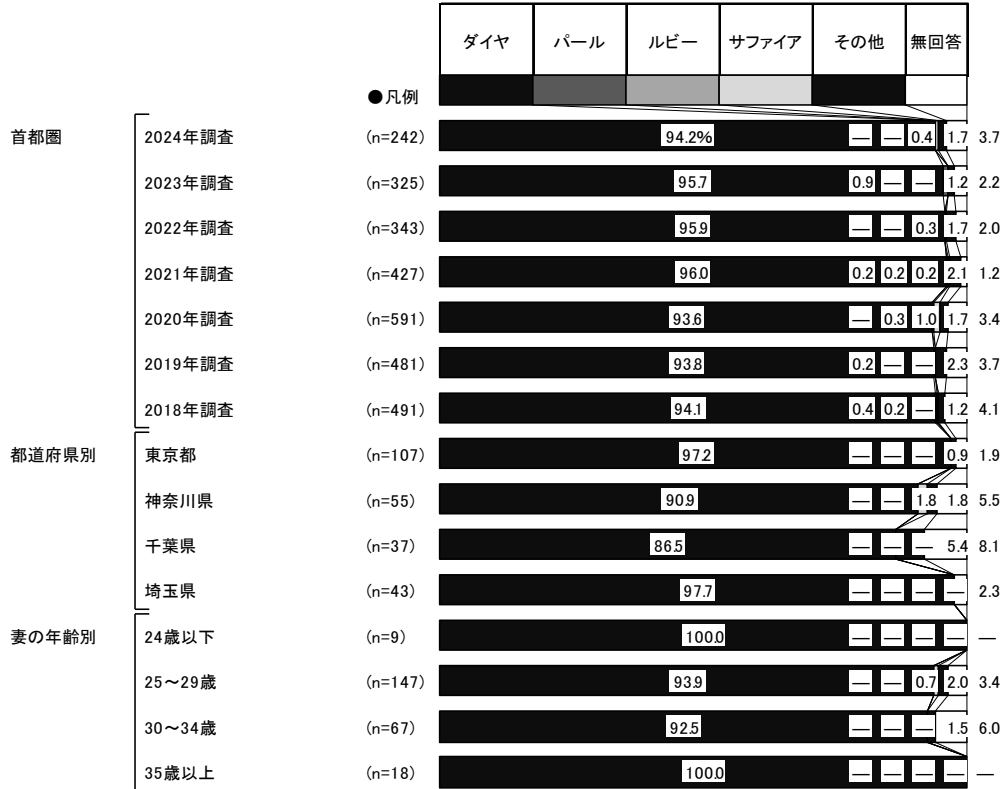 ダイヤ パール ルビー サファイア その他 無回答
●凡例
首都圏 2024年調査 (n=242) 94.2% — — 0.4 1.7 3.7
2023年調査 (n=325) 95.7 0.9 — — 1.2 2.2
2022年調査 (n=343) 95.9 — — 0.3 1.7 2.0
2021年調査 (n=427) 96.0 0.2 0.2 0.2 2.1 1.2
2020年調査 (n=591) 93.6 — 0.3 1.0 1.7 3.4
2019年調査 (n=481) 93.8 0.2 — — 2.3 3.7
2018年調査 (n=491) 94.1 0.4 0.2 — 1.2 4.1
都道府県別 東京都 (n=107) 97.2 — — — 0.9 1.9
神奈川県 (n=55) 90.9 — — 1.8 1.8 5.5
千葉県 (n=37) 86.5 — — — 5.4 8.1
埼玉県 (n=43) 97.7 — — — — 2.3
妻の年齢別 24歳以下 (n=9) 100.0 — — — — —
25～29歳 (n=147) 93.9 — — 0.7 2.0 3.4
30～34歳 (n=67) 92.5 — — — 1.5 6.0
35歳以上 (n=18) 100.0 — — — — —